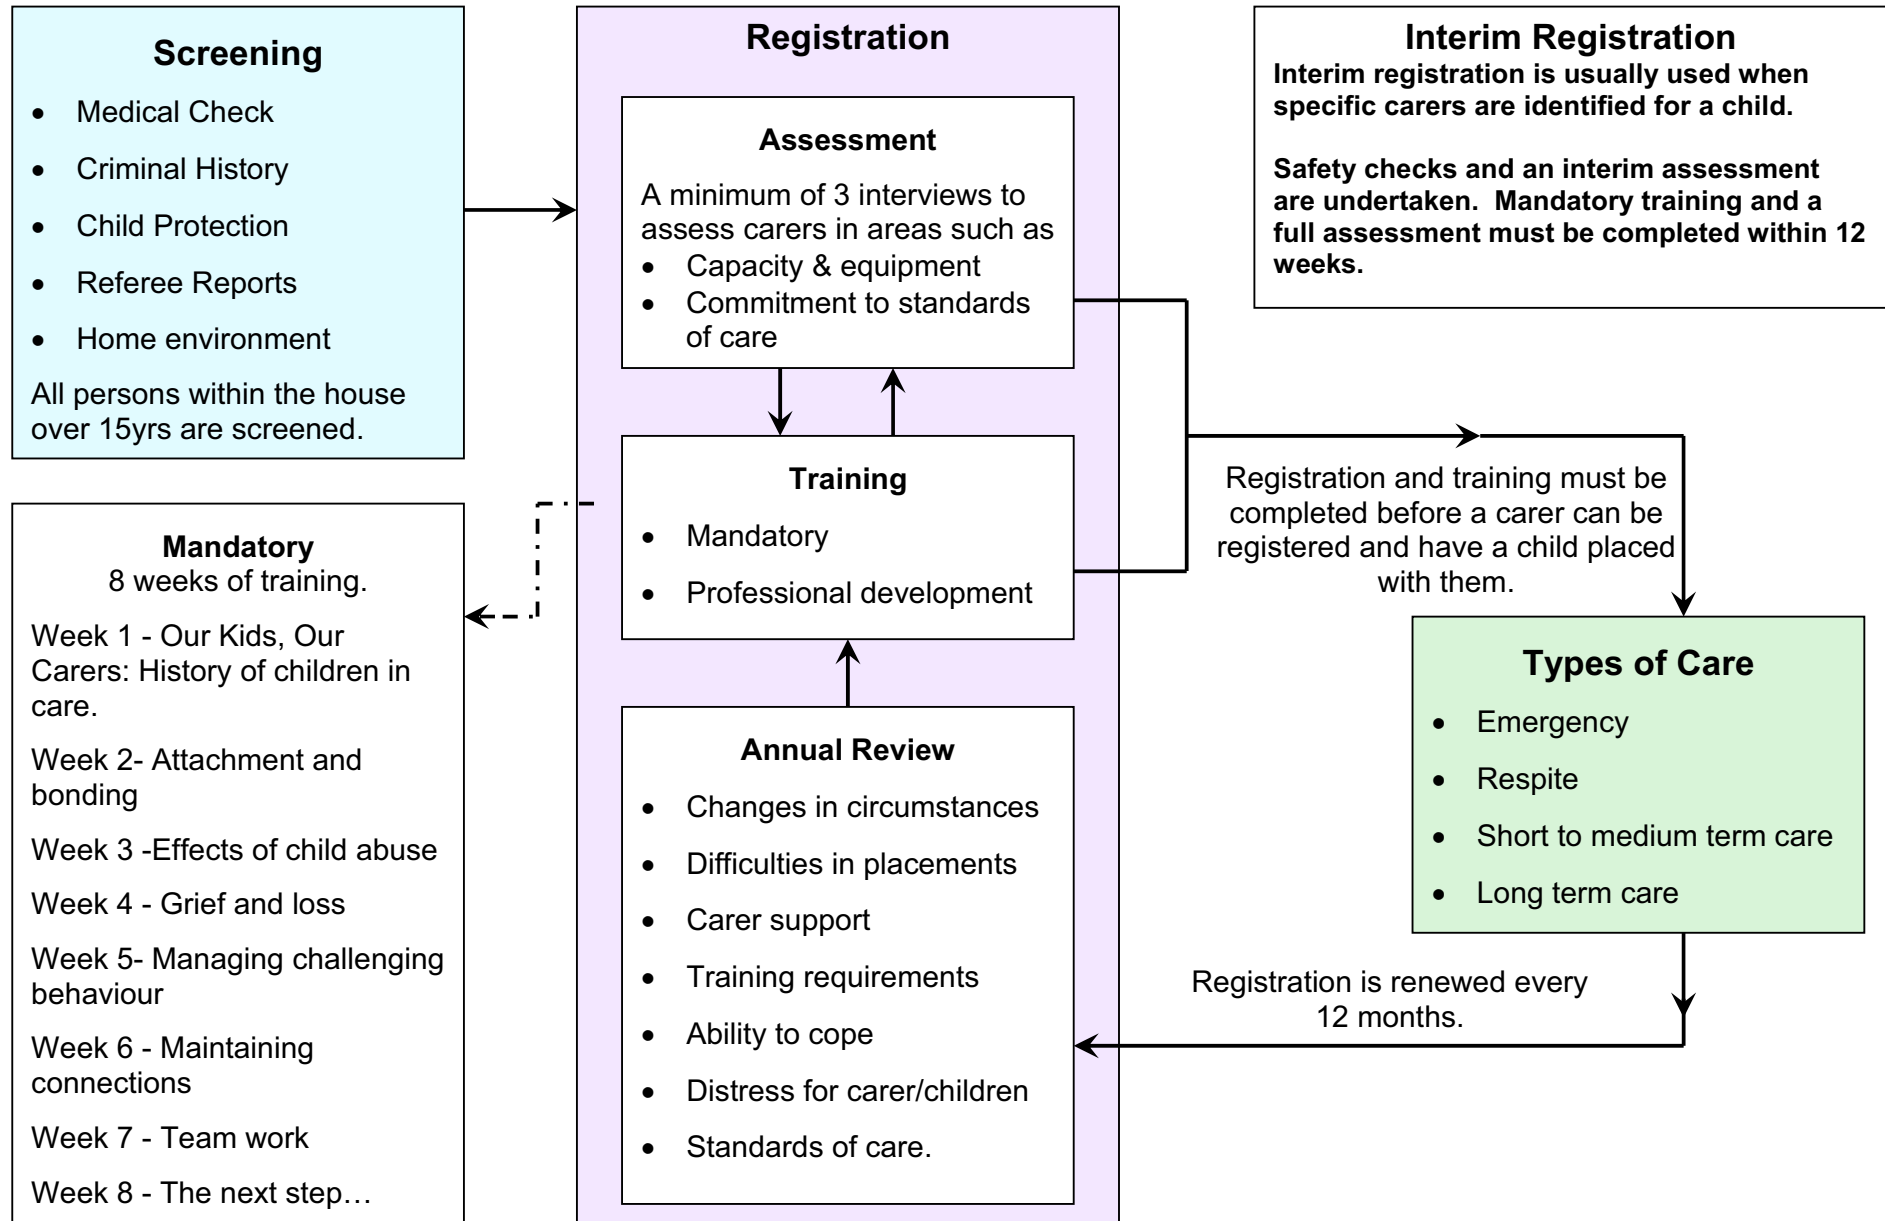 Screening
• Medical Check
• Criminal History
• Child Protection
• Referee Reports
• Home environment
All persons within the house
over 15yrs are screened.
Mandatory
8 weeks of training.
Week 1 - Our Kids, Our
Carers: History of children in
care.
Week 2- Attachment and
bonding
Week 3 -Effects of child abuse
Week 4 - Grief and loss
Week 5- Managing challenging
behaviour
Week 6 - Maintaining
connections
Week 7 - Team work
Week 8 - The next step…
Registration
Assessment
A minimum of 3 interviews to
assess carers in areas such as
• Capacity & equipment
• Commitment to standards
of care
Training
• Mandatory
• Professional development
Annual Review
• Changes in circumstances
• Difficulties in placements
• Carer support
• Training requirements
• Ability to cope
• Distress for carer/children
• Standards of care.
Interim Registration
Interim registration is usually used when
specific carers are identified for a child.
Safety checks and an interim assessment
are undertaken.  Mandatory training and a
full assessment must be completed within 12
weeks.
Registration and training must be
completed before a carer can be
registered and have a child placed
with them.
Types of Care
• Emergency
• Respite
• Short to medium term care
• Long term care
Registration is renewed every
12 months.